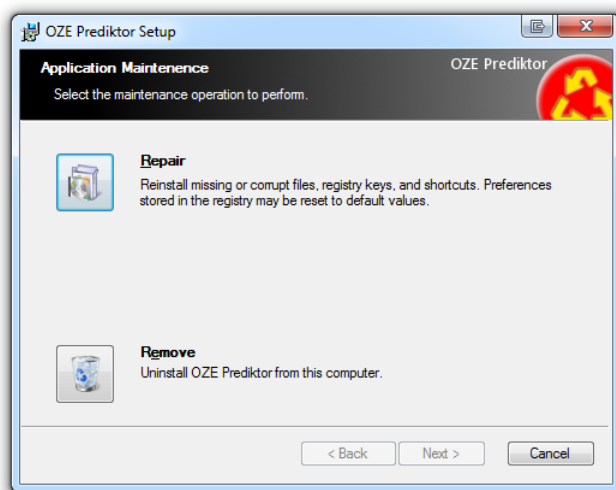 OZE Prediktor Setup
Application Maintenence
OZE Prediktor
Select the maintenance operation to perform.
Repair
Reinstall missing or corrupt files, registry keys, and shortcuts. Preferences
stored in the registry may be reset to default values.
Remove
Uninstall OZE Prediktor from this computer.
< Back
Next >
Cancel